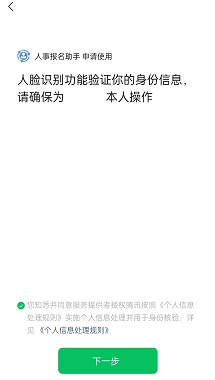 人事报名助手 申请使用
人脸识别功能验证你的身份信息，
请确保为 本人操作
您知悉并同意服务提供者授权腾讯按照《个人信息
处理规则》实施个人信息处理并用于身份核验。详
见《个人信息处理规则》
下一步